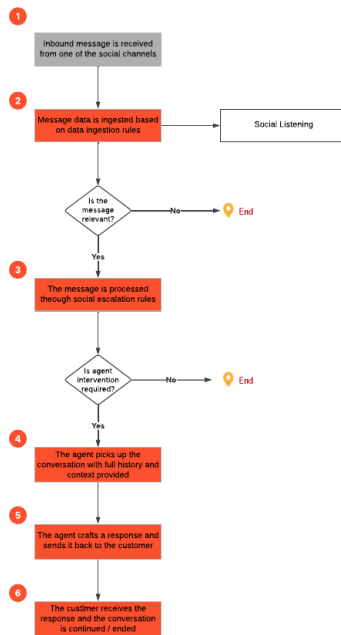 1
Inbound message is received
from one of the social channels
2
Message data is ingested
based on data ingestion rules
Social Listening
Is the
message
relevant?
No
End
Yes
3
The message is processed
theough social escalation rules
Is agent
intervention
required?
No
End
Yes
4
The agent picks up the
conversation with full history and
context provided
5
The agent crafts a response and
sends it back to the customer
6
The custlmer receives the
response and the conversation
is continued / ended